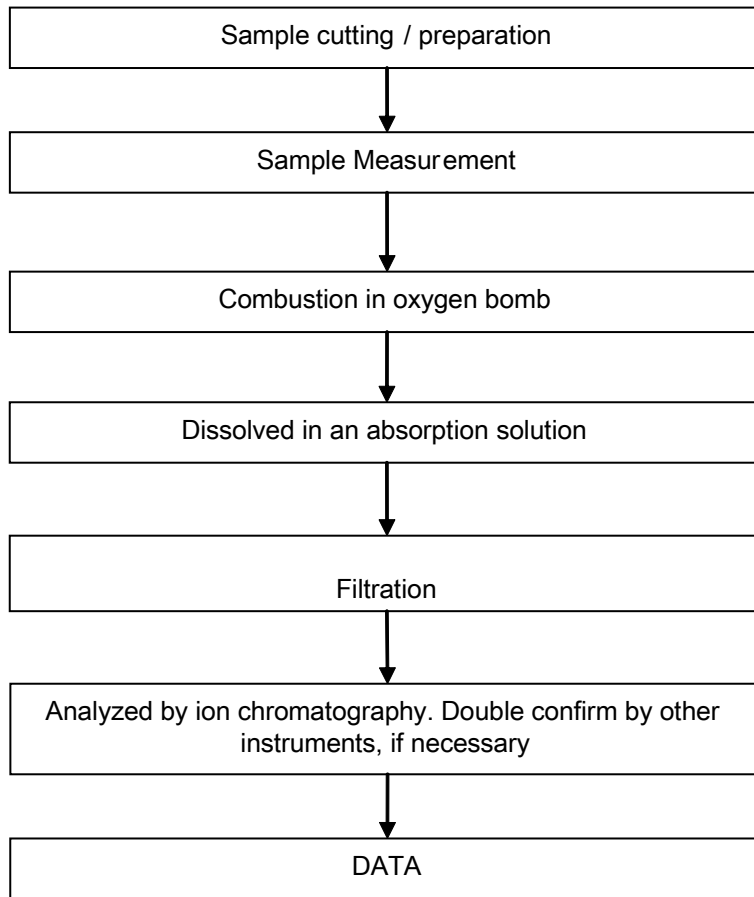 Sample cutting / preparation
Sample Measurement
Combustion in oxygen bomb
Dissolved in an absorption solution
Filtration
Analyzed by ion chromatography. Double confirm by other
instruments, if necessary
DATA